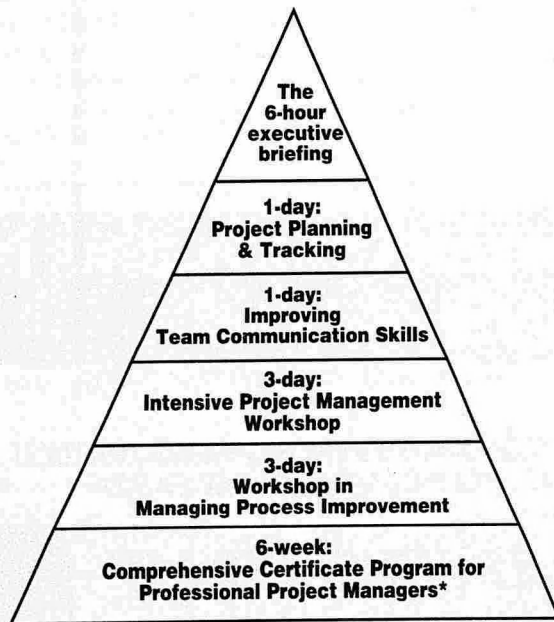 The
6-hour
executive
briefing
1-day:
Project Planning
& Tracking
1-day:
Improving
Team Communication Skills
3-day:
Intensive Project Management
Workshop
3-day:
Workshop in
Managing Process Improvement
6-week:
Comprehensive Certificate Program for
Professional Project Managers*